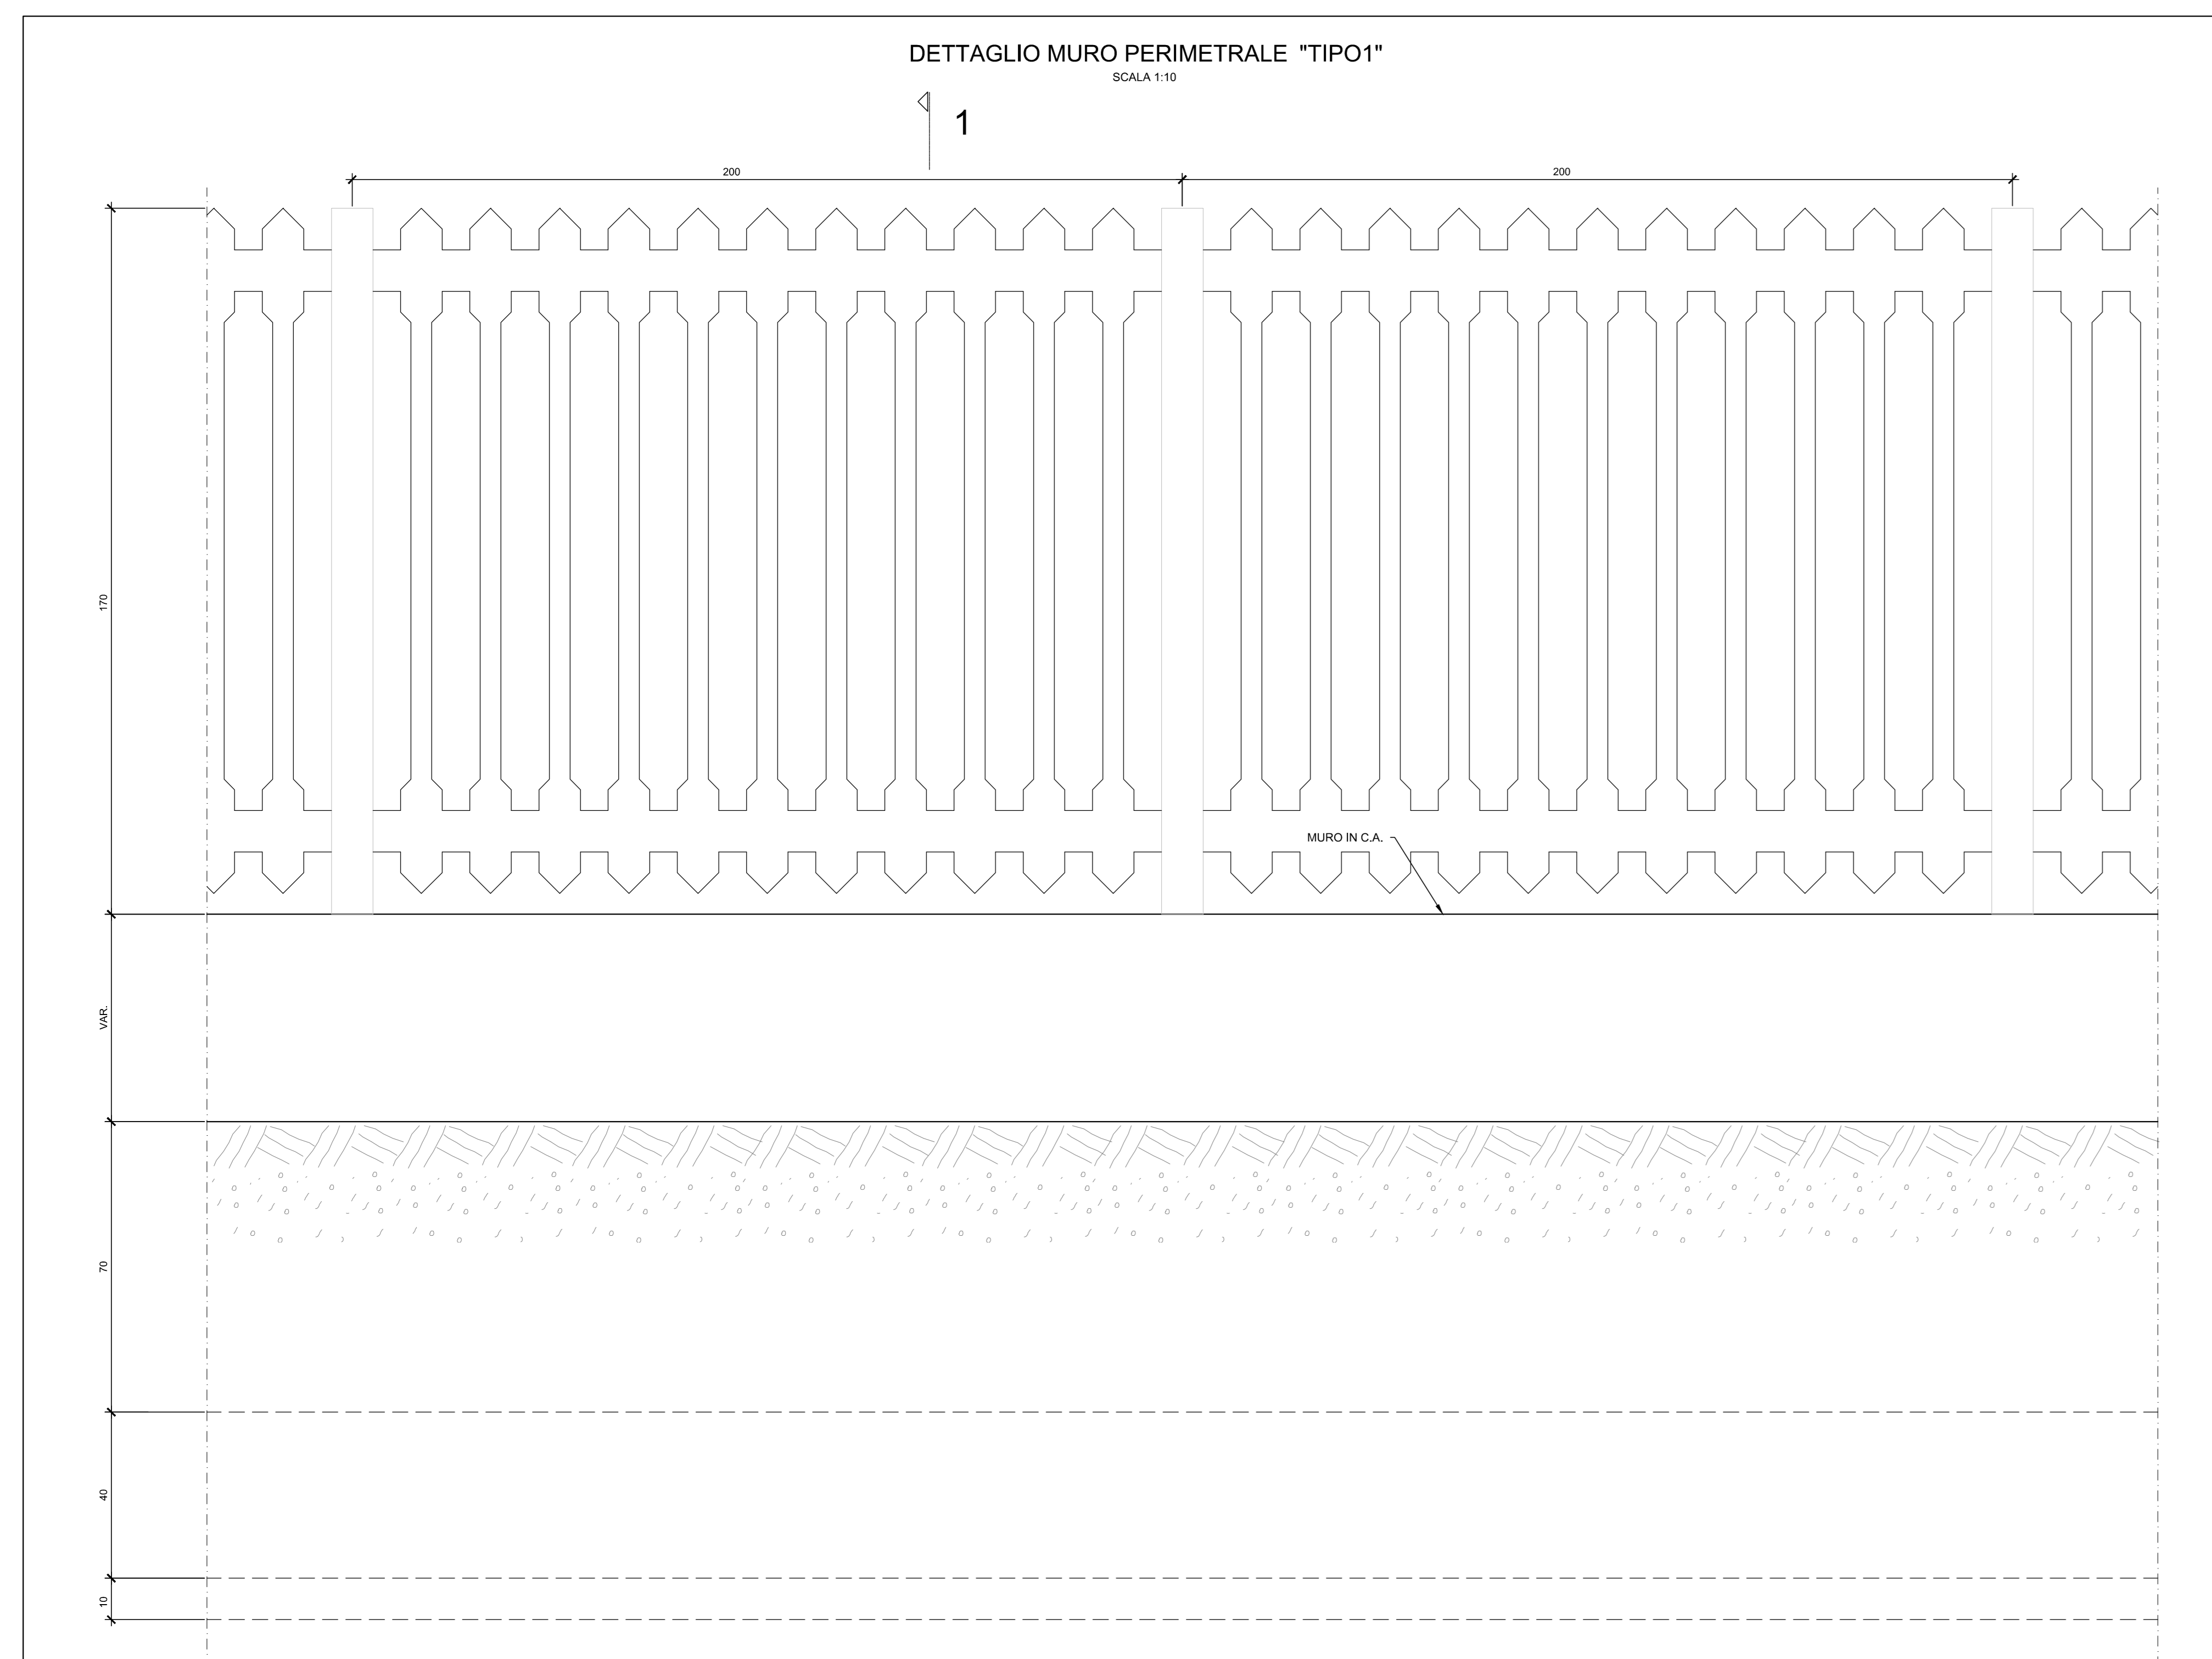 DETTAGLIO MURO PERIMETRALE "TIPO1"
SCALA 1:10
1
200
200
170
MURO IN C.A.
VAR.
70
40
10